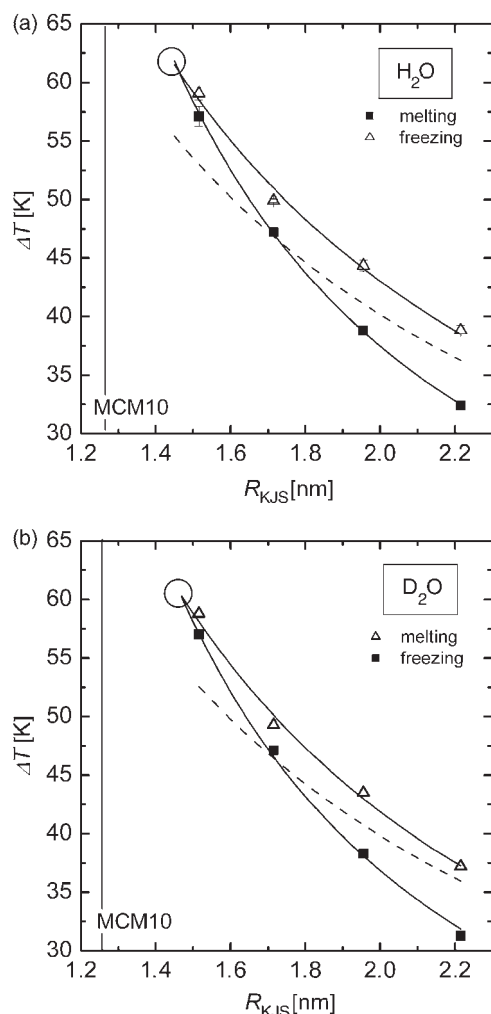 (a)
65
60
55
50
45
40
35
30
ΔT [K]
H₂O
melting
freezing
MCM10
1.2 1.4 1.6 1.8 2.0 2.2
R_KJS[nm]
(b)
65
60
55
50
45
40
35
30
ΔT [K]
D₂O
melting
freezing
MCM10
1.2 1.4 1.6 1.8 2.0 2.2
R_KJS[nm]